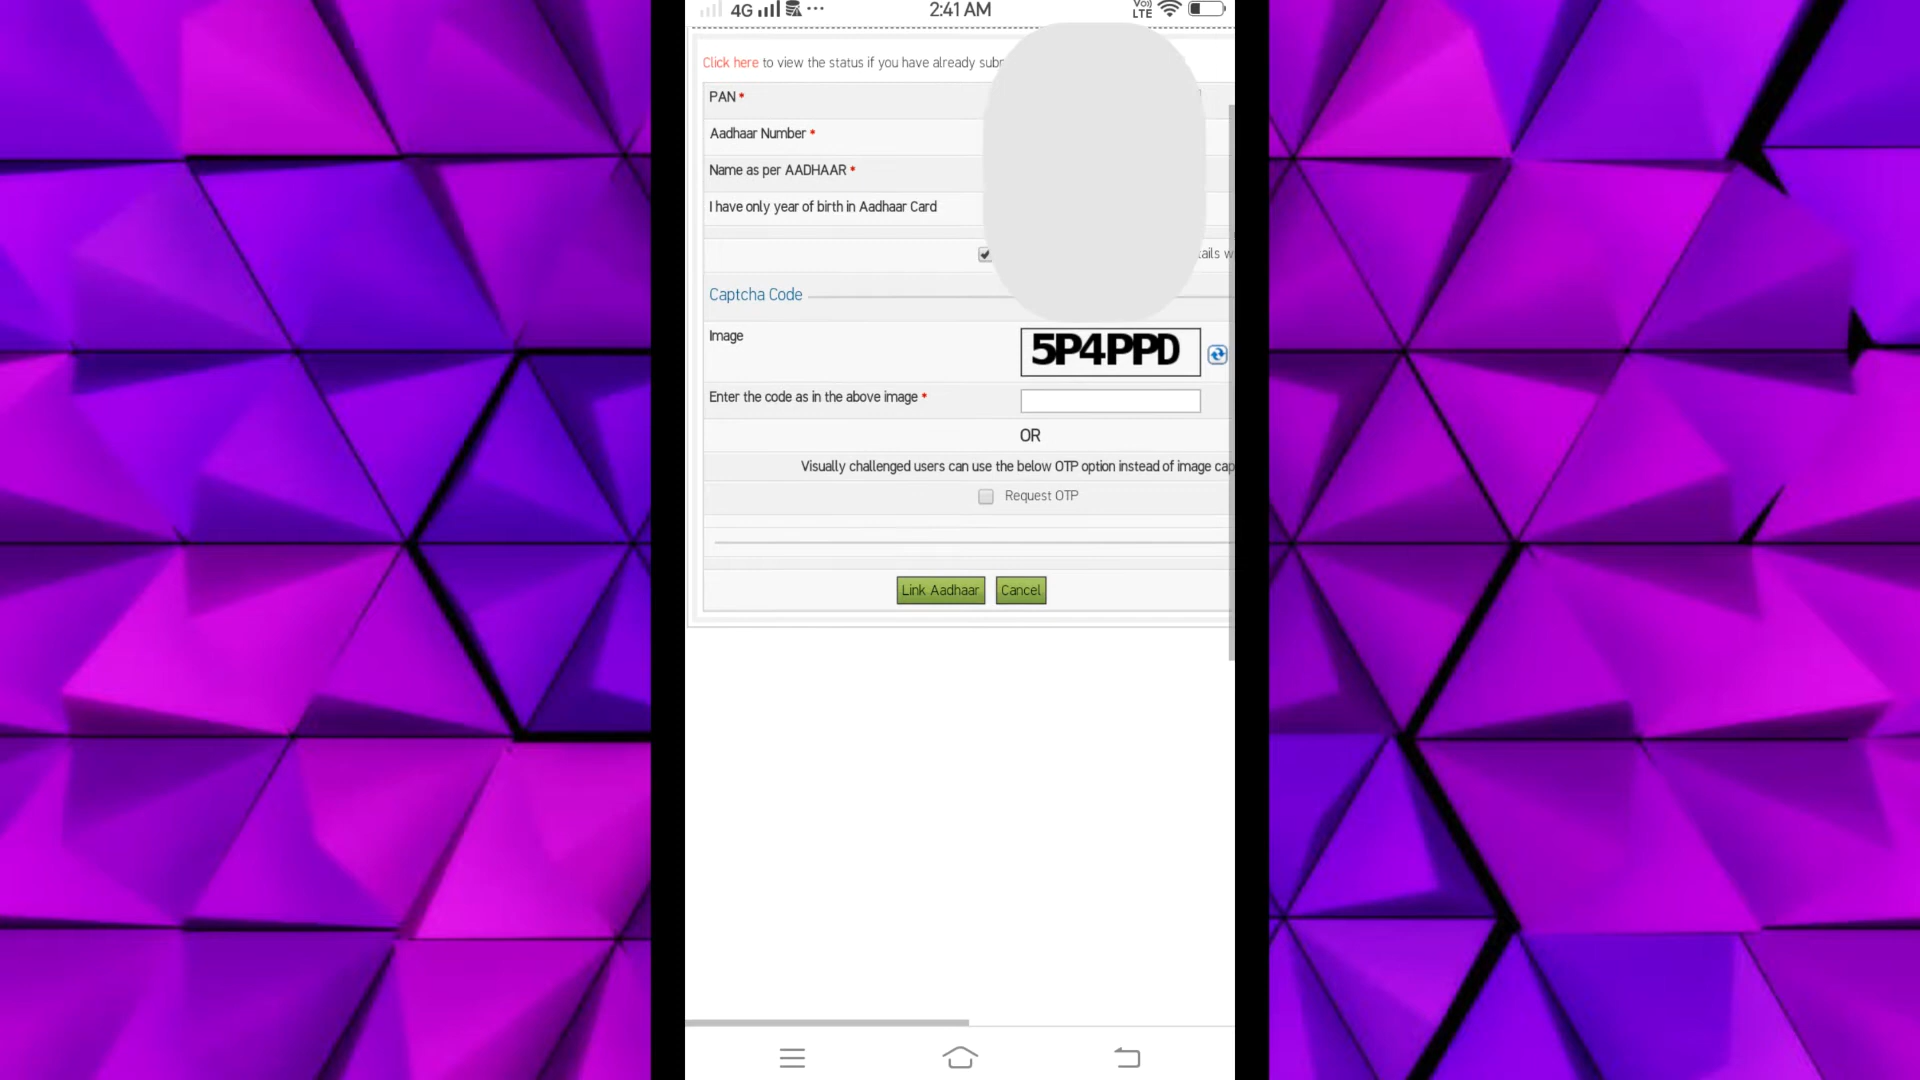 4G ... 2:41 AM Vo)) LTE
Click here to view the status if you have already
PAN *
Aadhaar Number *
Name as per AADHAAR *
I have only year of birth in Aadhaar Card
Captcha Code
Image
5P4PPD
Enter the code as in the above image *
OR
Visually challenged users can use the below OTP option instead of image
Request OTP
Link Aadhaar Cancel